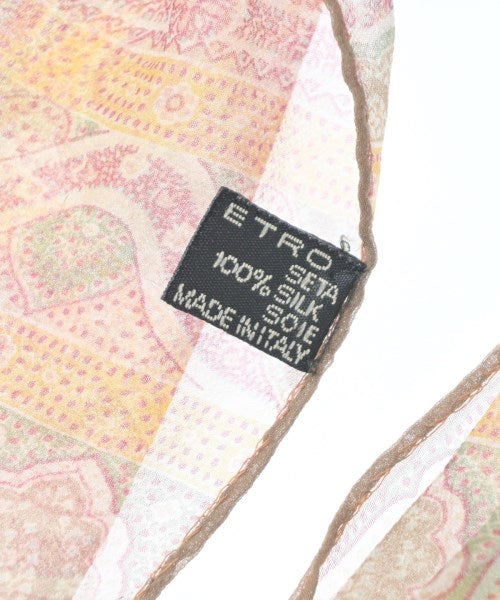 ETRO
SETA
100% SILK
SOIE
MADE IN ITALY